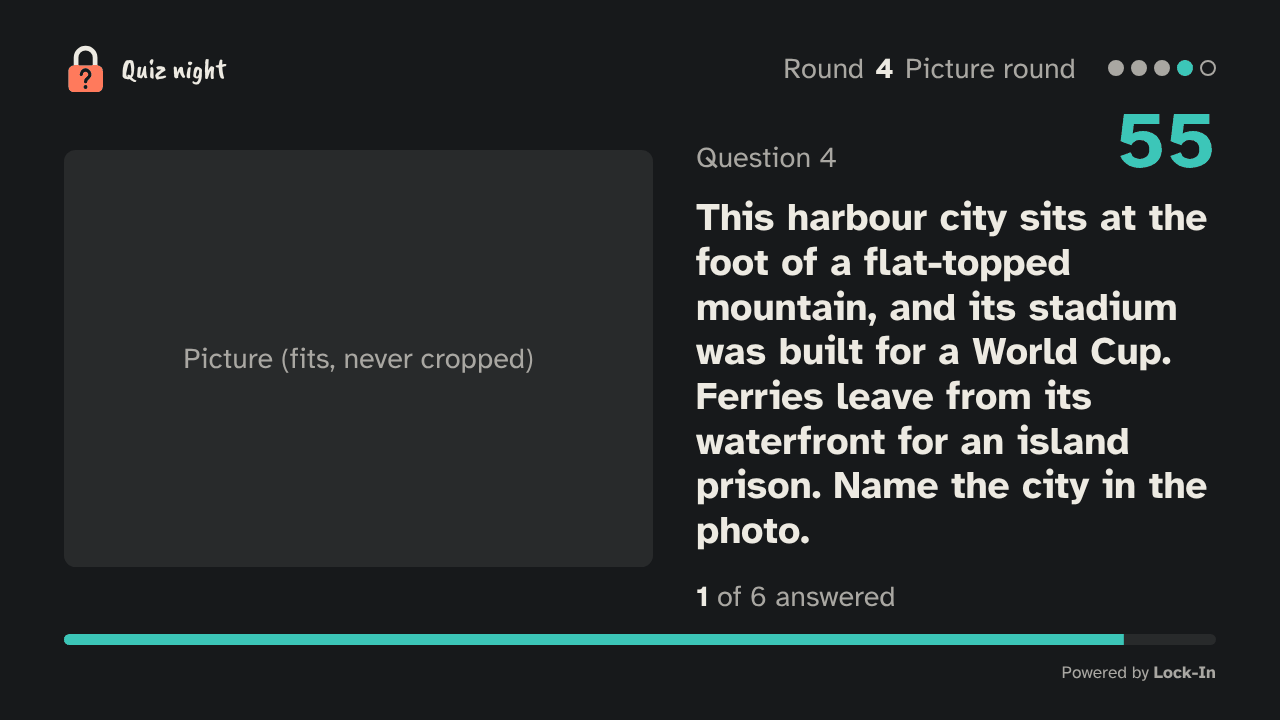 ?
Quiz night
Round 4 Picture round
Picture (fits, never cropped)
Question 4
55
This harbour city sits at the
foot of a flat-topped
mountain, and its stadium
was built for a World Cup.
Ferries leave from its
waterfront for an island
prison. Name the city in the
photo.
1 of 6 answered
Powered by Lock-In